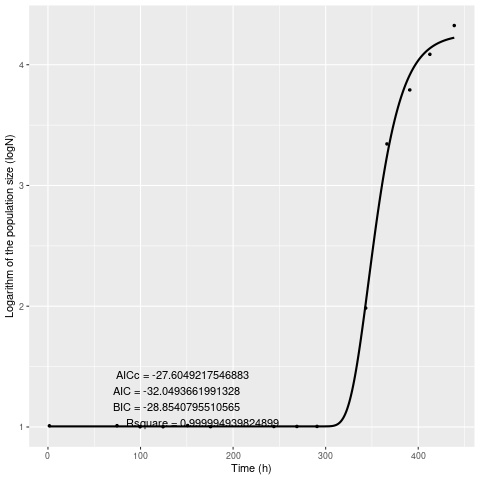 4
3
2
1
Logarithm of the population size (logN)
AICc = -27.6049217546883
AIC = -32.0493661991328
BIC = -28.8540795510565
Rsquare = 0.999994939824899
0
100
200
300
400
Time (h)